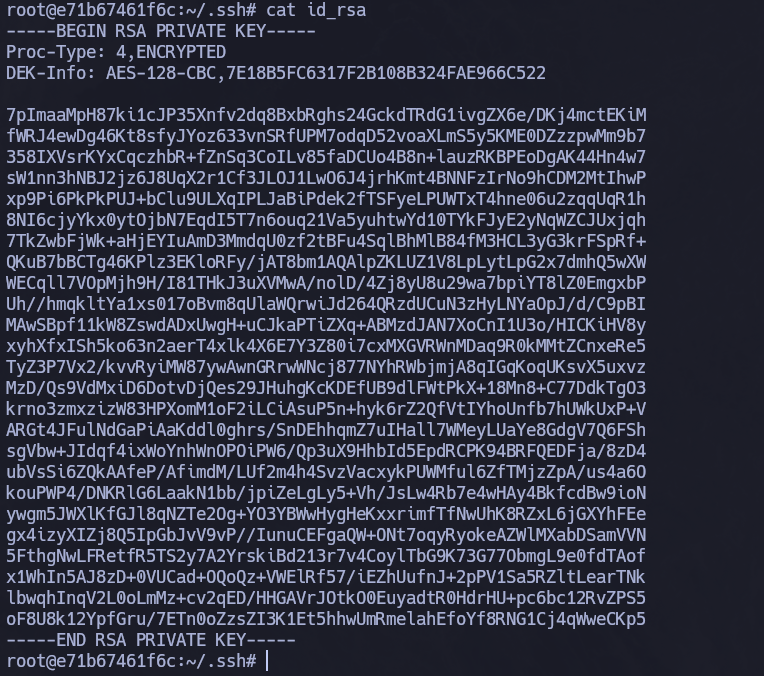 root@e71b67461f6c:~/.ssh# cat id_rsa
-----BEGIN RSA PRIVATE KEY-----
Proc-Type: 4,ENCRYPTED
DEK-Info: AES-128-CBC,7E18B5FC6317F2B108B324FAE966C522
7pImaaMpH87ki1cJP35Xnfv2dq8BxbRghs24GckdTRdG1ivgZX6e/DKj4mctEKiM
fWRJ4ewDg46Kt8sfyJYoz633vnSRfUPM7odqD52voaXLmS5y5KME0DZzzpwMm9b7
358IXVsrKYxCqczhbR+fZnSq3CoILv85faDCUo4B8n+lauzRKBPEoDgAK44Hn4w7
sW1nn3hNBJ2jz6J8UqX2r1Cf3JLOJ1LwO6J4jrhKmt4BNNFzIrNo9hCDM2MtIhwP
xp9Pi6PkPkPUJ+bClu9ULXqIPLJaBiPdek2fTSFyeLPUWTxT4hne06u2zqqUqR1h
8NI6cjyYkx0ytOjbN7EqdI5T7n6ouq21Va5yuhtwYd10TYkFJyE2yNqWZCJUxjqh
7TkZwbFjWk+aHjEYIuAmD3MmdqU0zf2tBFu4SqlBhMlB84fM3HCL3yG3krFSpRf+
QKuB7bBCTg46KPlz3EKloRFy/jAT8bm1AQAlpZKLUZ1V8LpLytLpG2x7dmhQ5wXW
WECqll7VOpMjh9H/I81THkJ3uXVMwA/nolD/4Zj8yU8u29wa7bpiYT8lZ0EmgxbP
Uh//hmqkltYa1xs017oBvm8qUlaWQrwiJd264QRzdUCuN3zHyLNYaOpJ/d/C9pBI
MAwSBpf11kW8ZswdADxUwgH+uCJkaPTiZXq+ABMzdJAN7XoCnI1U3o/HICKiHV8y
xyhXfxISh5ko63n2aerT4xlk4X6E7Y3Z80i7cxMXGVRWnMDaq9R0kMMtZCnxeRe5
TyZ3P7Vx2/kvvRyiMW87ywAwnGRrwWNcj877NYhRWbjmjA8qIGqKoqUKsvX5uxvz
MzD/Qs9VdMxiD6DotvDjQes29JHuhgKcKDEfUB9dlFWtPkX+18Mn8+C77DdkTgO3
krno3zmxzizW83HPXomM1oF2iLCiAsuP5n+hyk6rZ2QfVtIYhoUnfb7hUWkUxP+V
ARGt4JFulNdGaPiAaKddl0ghrs/SnDEhhqmZ7uIHall7WMeyLUaYe8GdgV7Q6FSh
sgVbw+JIdqf4ixWoYnhWnOPOiPW6/Qp3uX9HhbId5EpdRCPK94BRFQEDFja/8zD4
ubVsSi6ZQkAAfeP/AfimdM/LUf2m4h4SvzVacxykPUWMful6ZfTMjzZpA/us4a6O
kouPWP4/DNKRlG6LaakN1bb/jpiZeLgLy5+Vh/JsLw4Rb7e4wHAy4BkfcdBw9ioN
ywgm5JWXlKfGJl8qNZTe2Og+YO3YBWwHygHeKxxrimfTfNwUhK8RZxL6jGXYhFEe
gx4izyXIZj8Q5IpGbJvV9vP//IunuCEFgaQW+ONt7oqyRyokeAZWlMXabDSamVVN
5FthgNwLFRetfR5TS2y7A2YrskiBd213r7v4CoylTbG9K73G77ObmgL9e0fdTAof
x1WhIn5AJ8zD+0VUCad+OQoQz+VWElRf57/iEZhUufnJ+2pPV1Sa5RZltLearTNk
lbwqhInqV2L0oLmMz+cv2qED/HHGAVrJOtkO0EuyadtR0HdrHU+pc6bc12RvZPS5
oF8U8k12YpfGru/7ETn0oZzsZI3K1Et5hhwUmRmelahEfoYf8RNG1Cj4qWweCKp5
-----END RSA PRIVATE KEY-----
root@e71b67461f6c:~/.ssh#